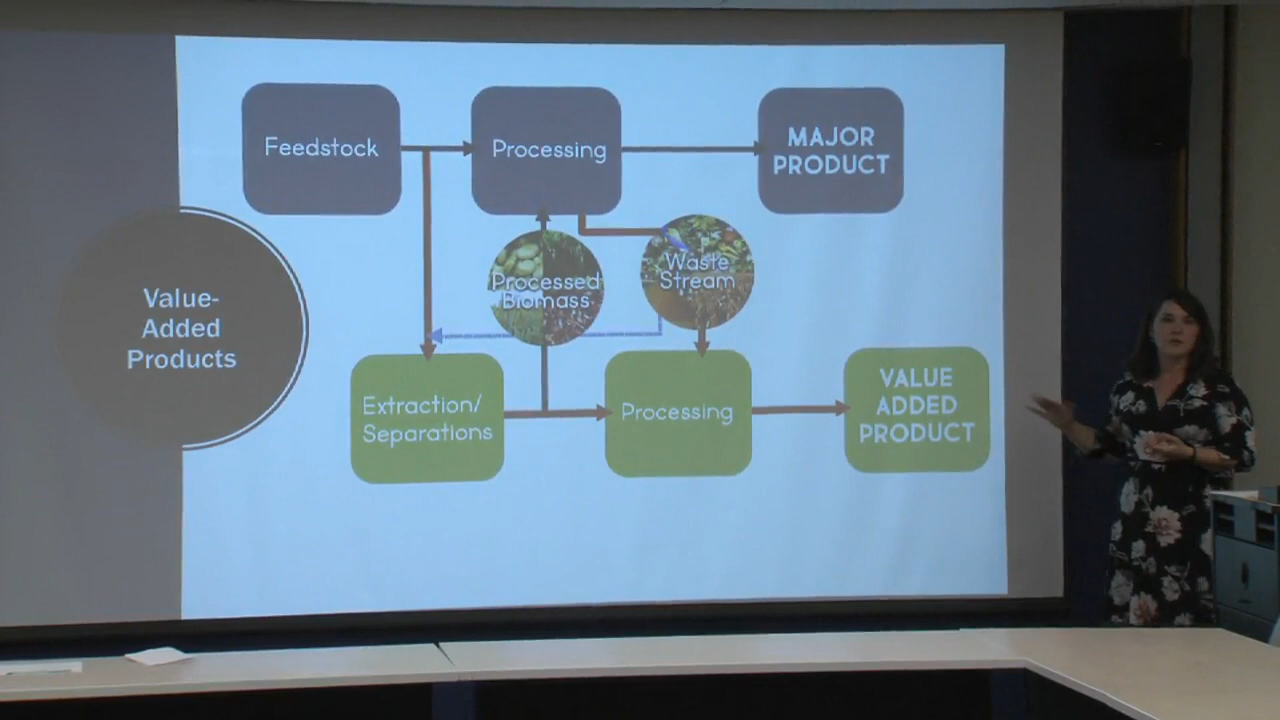 Value-
Added
Products
Feedstock
Processing
MAJOR
PRODUCT
Processed
Biomass
Waste
Stream
Extraction/
Separations
Processing
VALUE
ADDED
PRODUCT